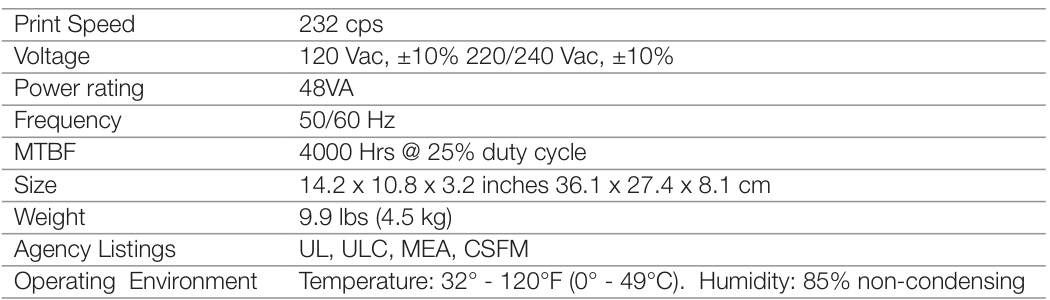 Print Speed 232 cps
Voltage 120 Vac, ±10% 220/240 Vac, ±10%
Power rating 48VA
Frequency 50/60 Hz
MTBF 4000 Hrs @ 25% duty cycle
Size 14.2 x 10.8 x 3.2 inches 36.1 x 27.4 x 8.1 cm
Weight 9.9 lbs (4.5 kg)
Agency Listings UL, ULC, MEA, CSFM
Operating Environment Temperature: 32° - 120°F (0° - 49°C). Humidity: 85% non-condensing